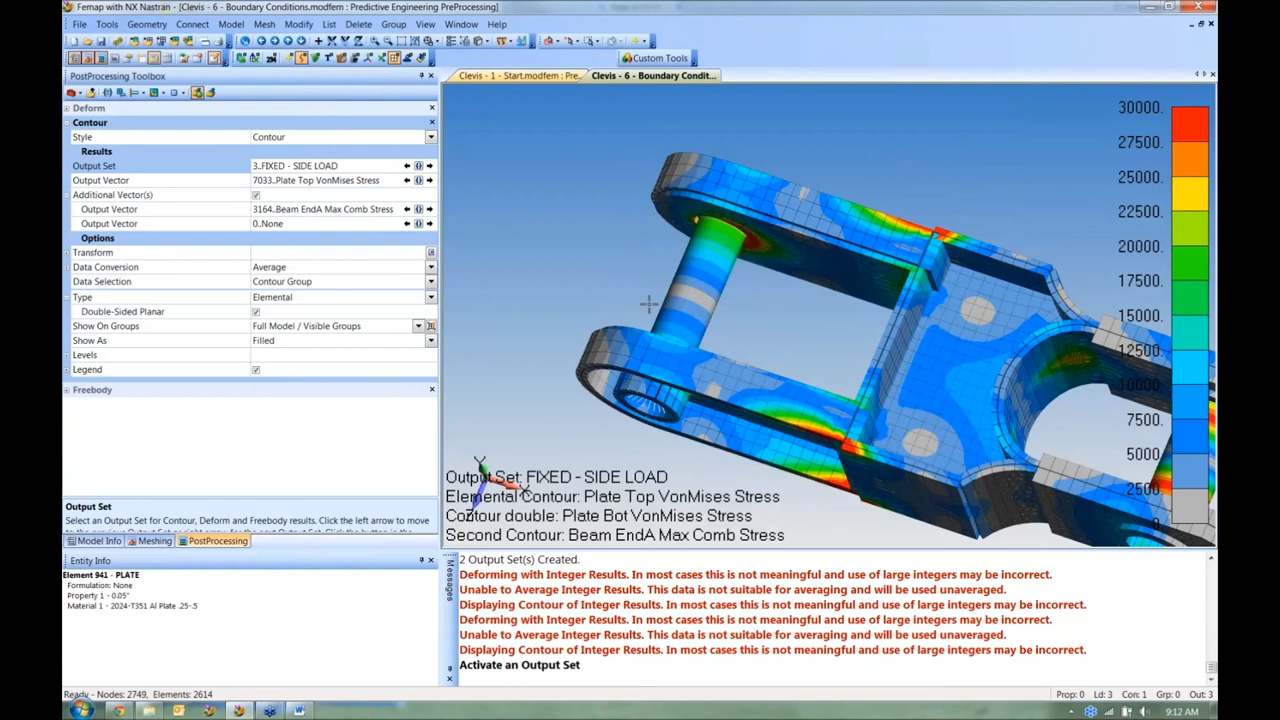 Femap with NX Nastran - [Clevis - 6 - Boundary Conditions.modfem : Predictive Engineering PreProcessing]
File Tools Geometry Connect Model Mesh Modify List Delete Group View Window Help
Custom Tools
PostProcessing Toolbox
Clevis - 1 - Start.modfem : Pre...
Clevis - 6 - Boundary Condit...
Deform
Contour
Style Contour
Results
Output Set 3..FIXED - SIDE LOAD
Output Vector 7033..Plate Top VonMises Stress
Additional Vector(s)
Output Vector 3164..Beam EndA Max Comb Stress
Output Vector 0..None
Options
Transform
Data Conversion Average
Data Selection Contour Group
Type Elemental
Double-Sided Planar
Show On Groups Full Model / Visible Groups
Show As Filled
Levels
Legend
Freebody
30000.
27500.
25000.
22500.
20000.
17500.
15000.
12500.
10000.
7500.
5000.
2500.
0.
Y
X
Z
Output Set: FIXED - SIDE LOAD
Elemental Contour: Plate Top VonMises Stress
Contour double: Plate Bot VonMises Stress
Second Contour: Beam EndA Max Comb Stress
Output Set
Select an Output Set for Contour, Deform and Freebody results. Click the left arrow to move
Model Info Meshing PostProcessing
Entity Info
Element 941 - PLATE
Formulation: None
Property 1 - 0.05"
Material 1 - 2024-T351 Al Plate .25-.5
Messages
2 Output Set(s) Created.
Deforming with Integer Results. In most cases this is not meaningful and use of large integers may be incorrect.
Unable to Average Integer Results. This data is not suitable for averaging and will be used unaveraged.
Displaying Contour of Integer Results. In most cases this is not meaningful and use of large integers may be incorrect.
Deforming with Integer Results. In most cases this is not meaningful and use of large integers may be incorrect.
Unable to Average Integer Results. This data is not suitable for averaging and will be used unaveraged.
Displaying Contour of Integer Results. In most cases this is not meaningful and use of large integers may be incorrect.
Activate an Output Set
Ready - Nodes: 2749, Elements: 2614
Prop: 0 Ld: 3 Con: 1 Grp: 0 Out: 3
9:12 AM